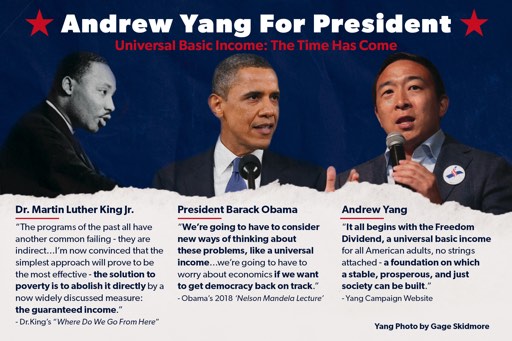 ★ Andrew Yang For President ★
Universal Basic Income: The Time Has Come
Dr. Martin Luther King Jr.
"The programs of the past all have
another common failing - they are
indirect...I'm now convinced that the
simplest approach will prove to be
the most effective - the solution to
poverty is to abolish it directly by a
now widely discussed measure:
the guaranteed income."
- Dr.King's "Where Do We Go From Here"
President Barack Obama
"We're going to have to consider
new ways of thinking about
these problems, like a universal
income...we're going to have to
worry about economics if we want
to get democracy back on track."
- Obama's 2018 'Nelson Mandela Lecture'
Andrew Yang
"It all begins with the Freedom
Dividend, a universal basic income
for all American adults, no strings
attached - a foundation on which
a stable, prosperous, and just
society can be built."
- Yang Campaign Website
Yang Photo by Gage Skidmore